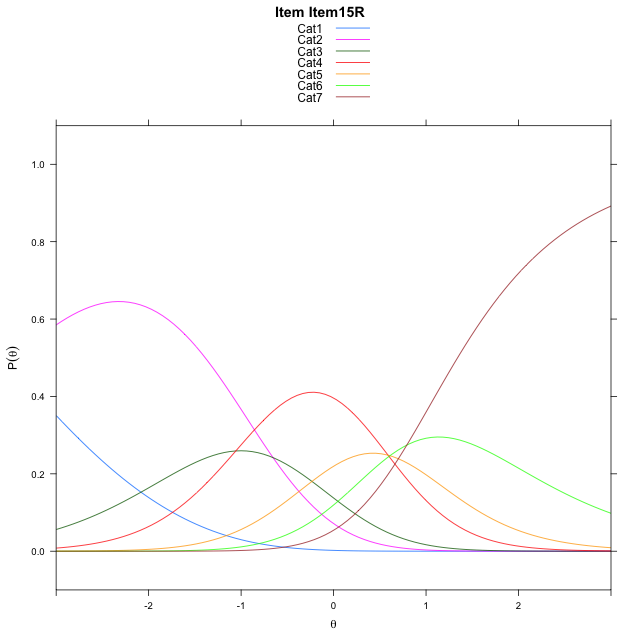 Item Item15R
Cat1
Cat2
Cat3
Cat4
Cat5
Cat6
Cat7
1.0
0.8
0.6
0.4
0.2
0.0
P(θ)
-2 -1 0 1 2
θ